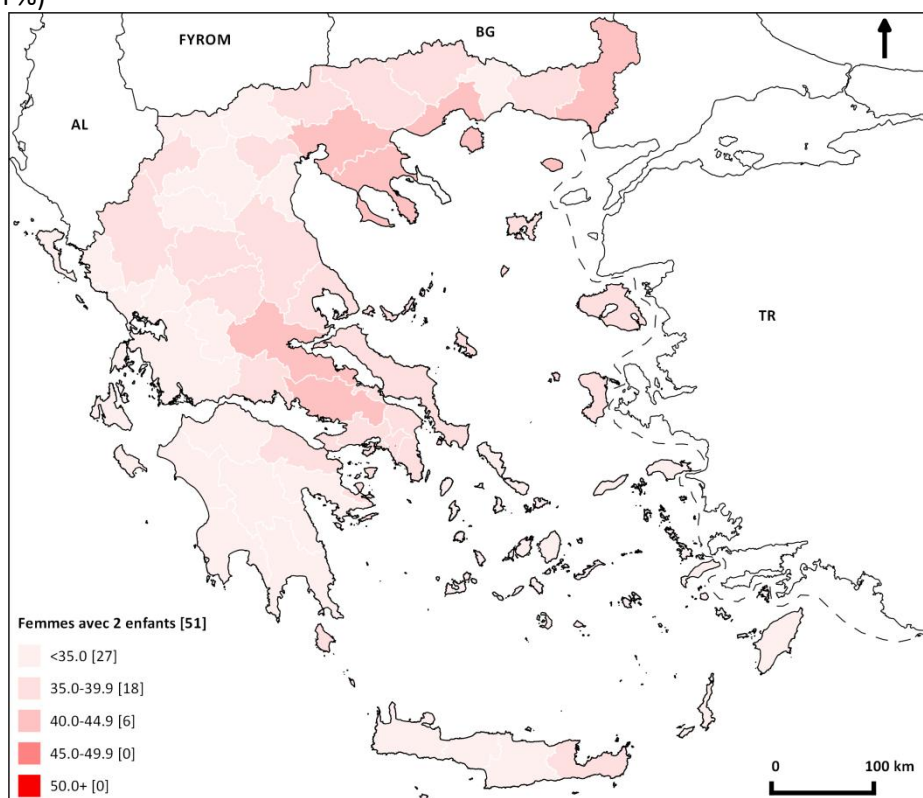 FYROM
BG
AL
TR
Femmes avec 2 enfants [51]
<35.0 [27]
35.0-39.9 [18]
40.0-44.9 [6]
45.0-49.9 [0]
50.0+ [0]
0 100 km